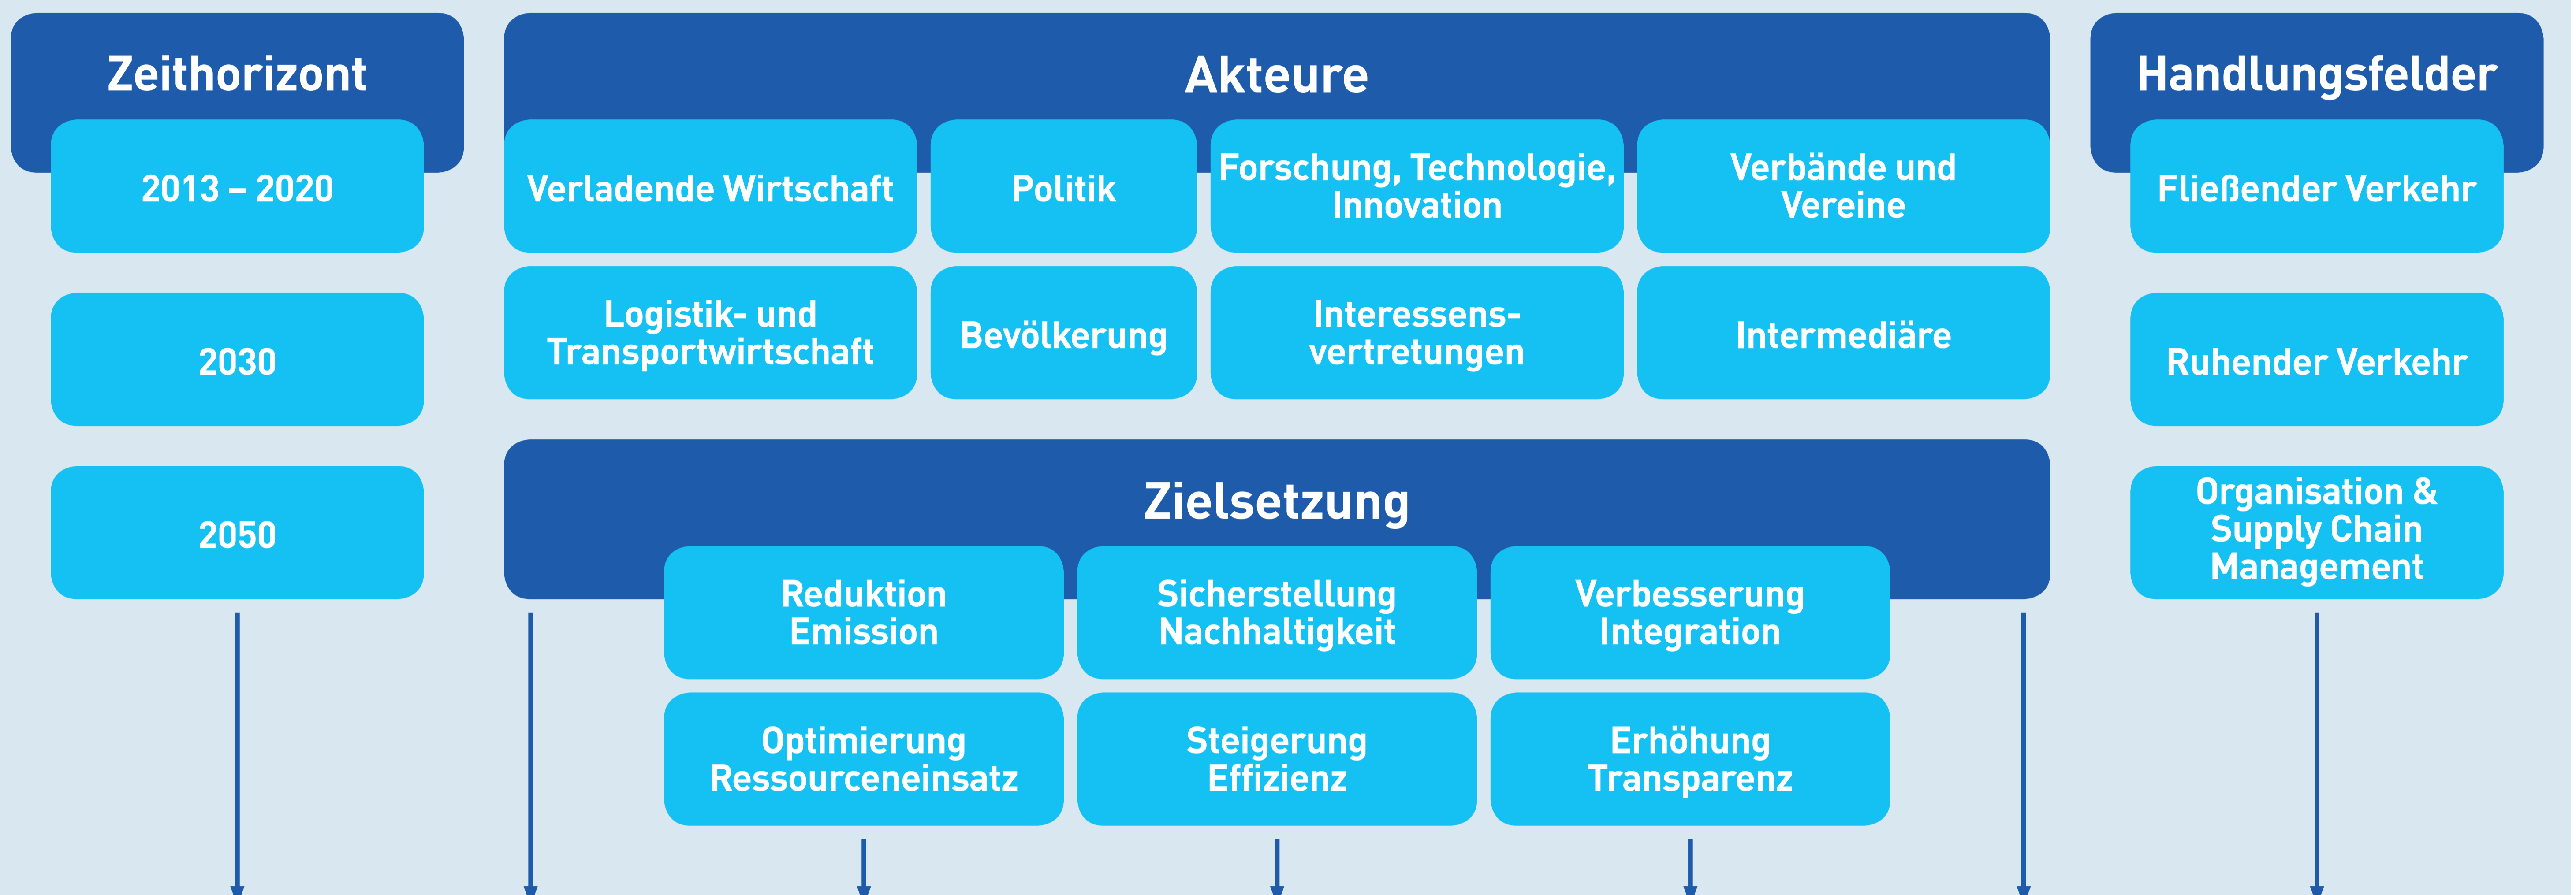 Zeithorizont
2013 – 2020
2030
2050
Akteure
Verladende Wirtschaft
Politik
Forschung, Technologie,
Innovation
Verbände und
Vereine
Logistik- und
Transportwirtschaft
Bevölkerung
Interessens-
vertretungen
Intermediäre
Zielsetzung
Reduktion
Emission
Sicherstellung
Nachhaltigkeit
Verbesserung
Integration
Optimierung
Ressourceneinsatz
Steigerung
Effizienz
Erhöhung
Transparenz
Handlungsfelder
Fließender Verkehr
Ruhender Verkehr
Organisation &
Supply Chain
Management